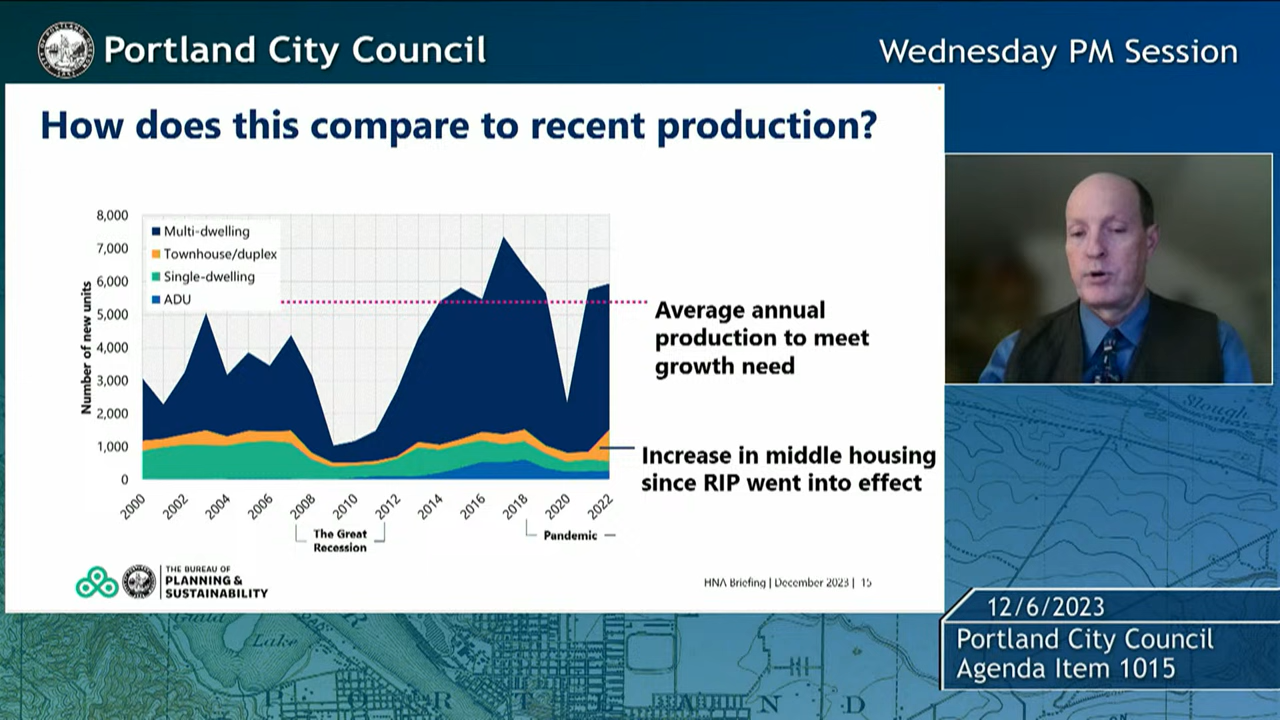 Portland City Council
Wednesday PM Session
How does this compare to recent production?
8,000
7,000
6,000
5,000
4,000
3,000
2,000
1,000
0
Number of new units
Multi-dwelling
Townhouse/duplex
Single-dwelling
ADU
Average annual
production to meet
growth need
Increase in middle housing
since RIP went into effect
2000
2002
2004
2006
2008
2010
2012
2014
2016
2018
2020
2022
The Great
Recession
Pandemic
THE BUREAU OF
PLANNING &
SUSTAINABILITY
HNA Briefing | December 2023 | 15
Slough
12/6/2023
Portland City Council
Agenda Item 1015
Guild
Lake
P O R T L A N D